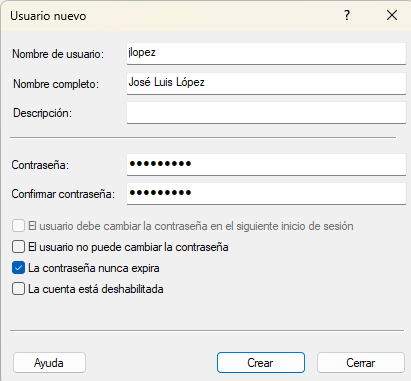 Usuario nuevo
?
Nombre de usuario: jlopez
Nombre completo: José Luis López
Descripción:
Contraseña: •••••••••
Confirmar contraseña: •••••••••
El usuario debe cambiar la contraseña en el siguiente inicio de sesión
El usuario no puede cambiar la contraseña
La contraseña nunca expira
La cuenta está deshabilitada
Ayuda Crear Cerrar